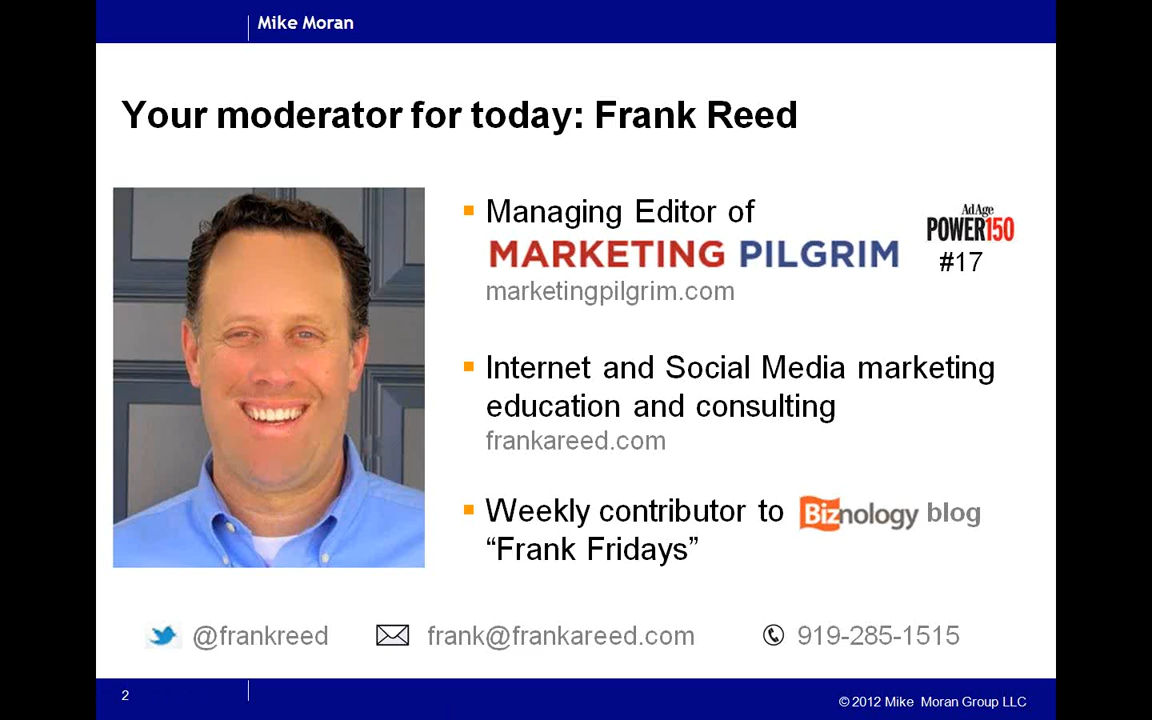 Mike Moran
Your moderator for today: Frank Reed
Managing Editor of
MARKETING PILGRIM
marketingpilgrim.com
AdAge
POWER150
#17
Internet and Social Media marketing
education and consulting
frankareed.com
Weekly contributor to Biznology blog
“Frank Fridays”
@frankreed frank@frankareed.com 919-285-1515
2
© 2012 Mike Moran Group LLC